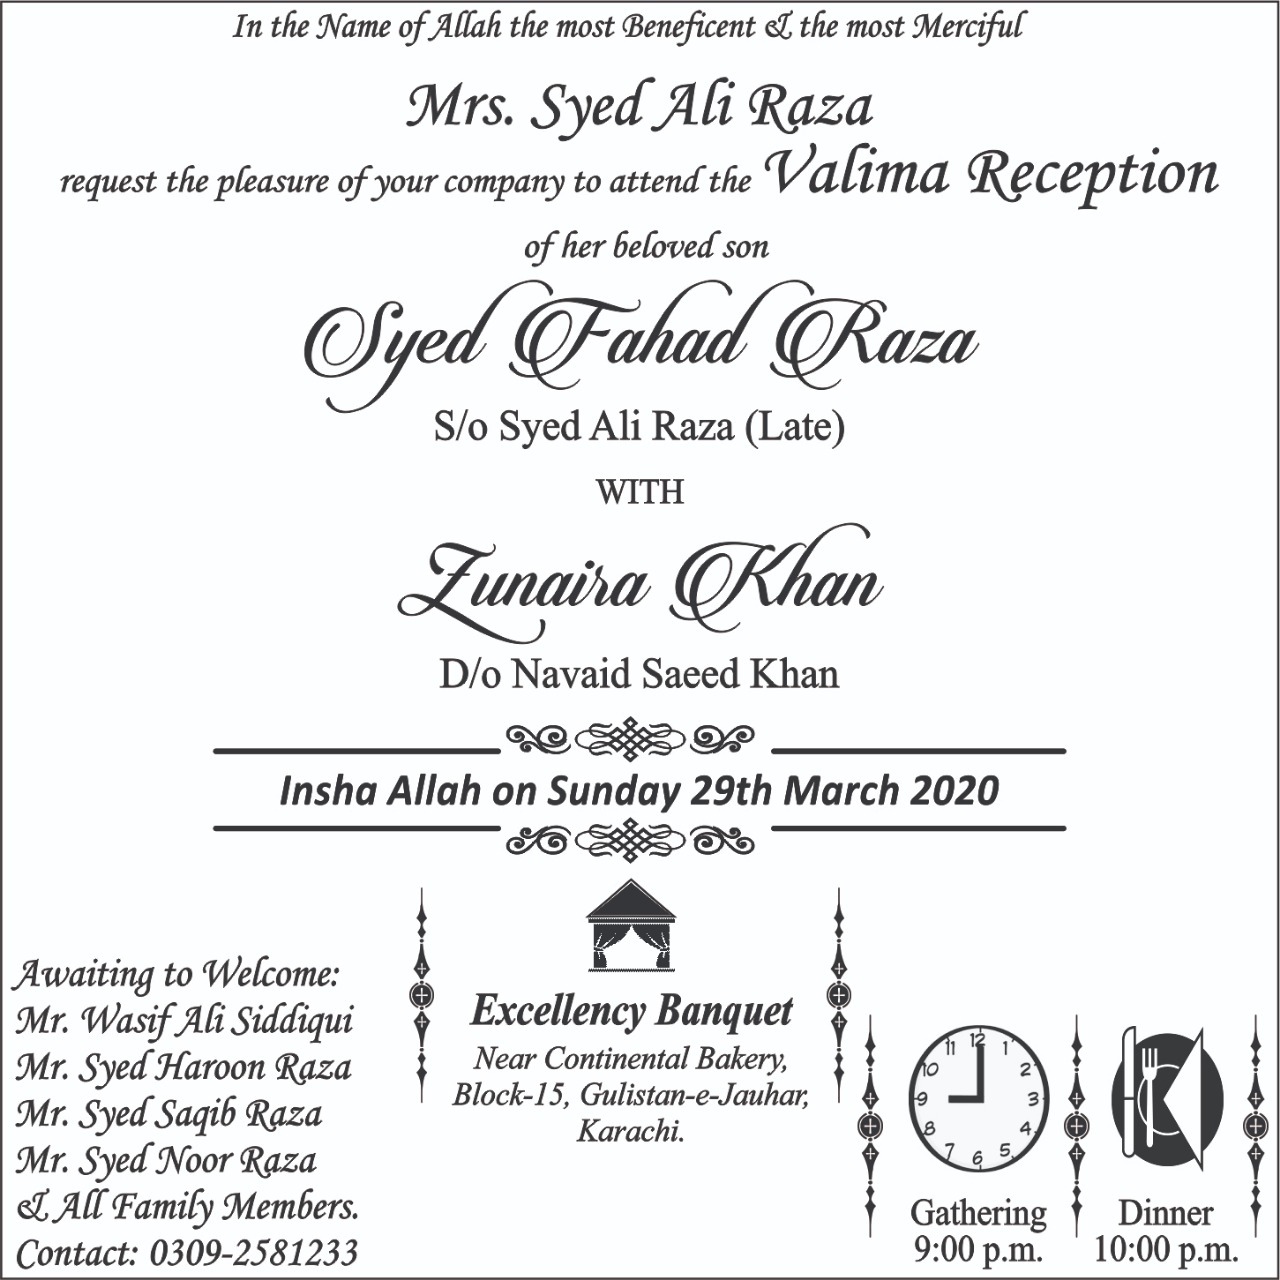 In the Name of Allah the most Beneficent & the most Merciful
Mrs. Syed Ali Raza
request the pleasure of your company to attend the Valima Reception
of her beloved son
Syed Fahad Raza
S/o Syed Ali Raza (Late)
WITH
Zunaira Khan
D/o Navaid Saeed Khan
Insha Allah on Sunday 29th March 2020
Awaiting to Welcome:
Mr. Wasif Ali Siddiqui
Mr. Syed Haroon Raza
Mr. Syed Saqib Raza
Mr. Syed Noor Raza
& All Family Members.
Contact: 0309-2581233
Excellency Banquet
Near Continental Bakery,
Block-15, Gulistan-e-Jauhar,
Karachi.
12
11 1
10 2
9 3
8 4
7 5
6
Gathering
9:00 p.m.
Dinner
10:00 p.m.